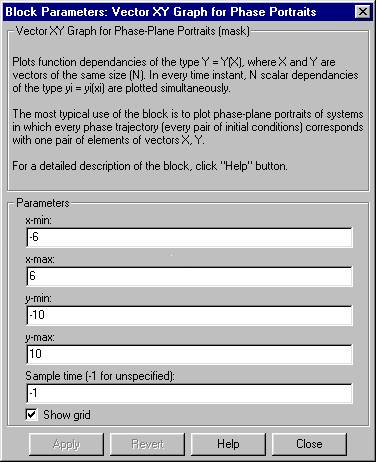 Block Parameters: Vector XY Graph for Phase Portraits
Vector XY Graph for Phase-Plane Portraits (mask)
Plots function dependancies of the type Y = Y(X), where X and Y are
vectors of the same size (N). In every time instant, N scalar dependancies
of the type yi = yi(xi) are plotted simultaneously.
The most typical use of the block is to plot phase-plane portraits of systems
in which every phase trajectory (every pair of initial conditions) corresponds
with one pair of elements of vectors X, Y.
For a detailed description of the block, click "Help" button.
Parameters
x-min:
-6
x-max:
6
y-min:
-10
y-max:
10
Sample time (-1 for unspecified):
-1
Show grid
Apply Revert Help Close